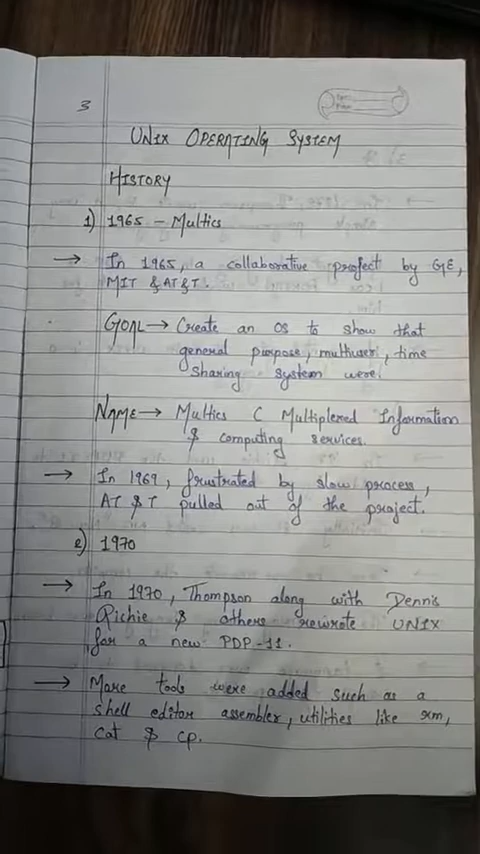 3
UNIX OPERATING SYSTEM
HISTORY
1) 1965 - Multics
→ In 1965, a collaborative project by GE,
MIT & AT&T.
GOAL → Create an OS to show that
general purpose, multiuser, time
sharing system were.
NAME → Multics C Multiplexed Information
& computing services.
→ In 1969, frustrated by slow process,
AT & T pulled out of the project.
2) 1970
→ In 1970, Thompson along with Dennis
Richie & others rewrote UNIX
for a new PDP-11.
→ More tools were added such as a
shell editor assembler, utilities like rm,
cat & cp.